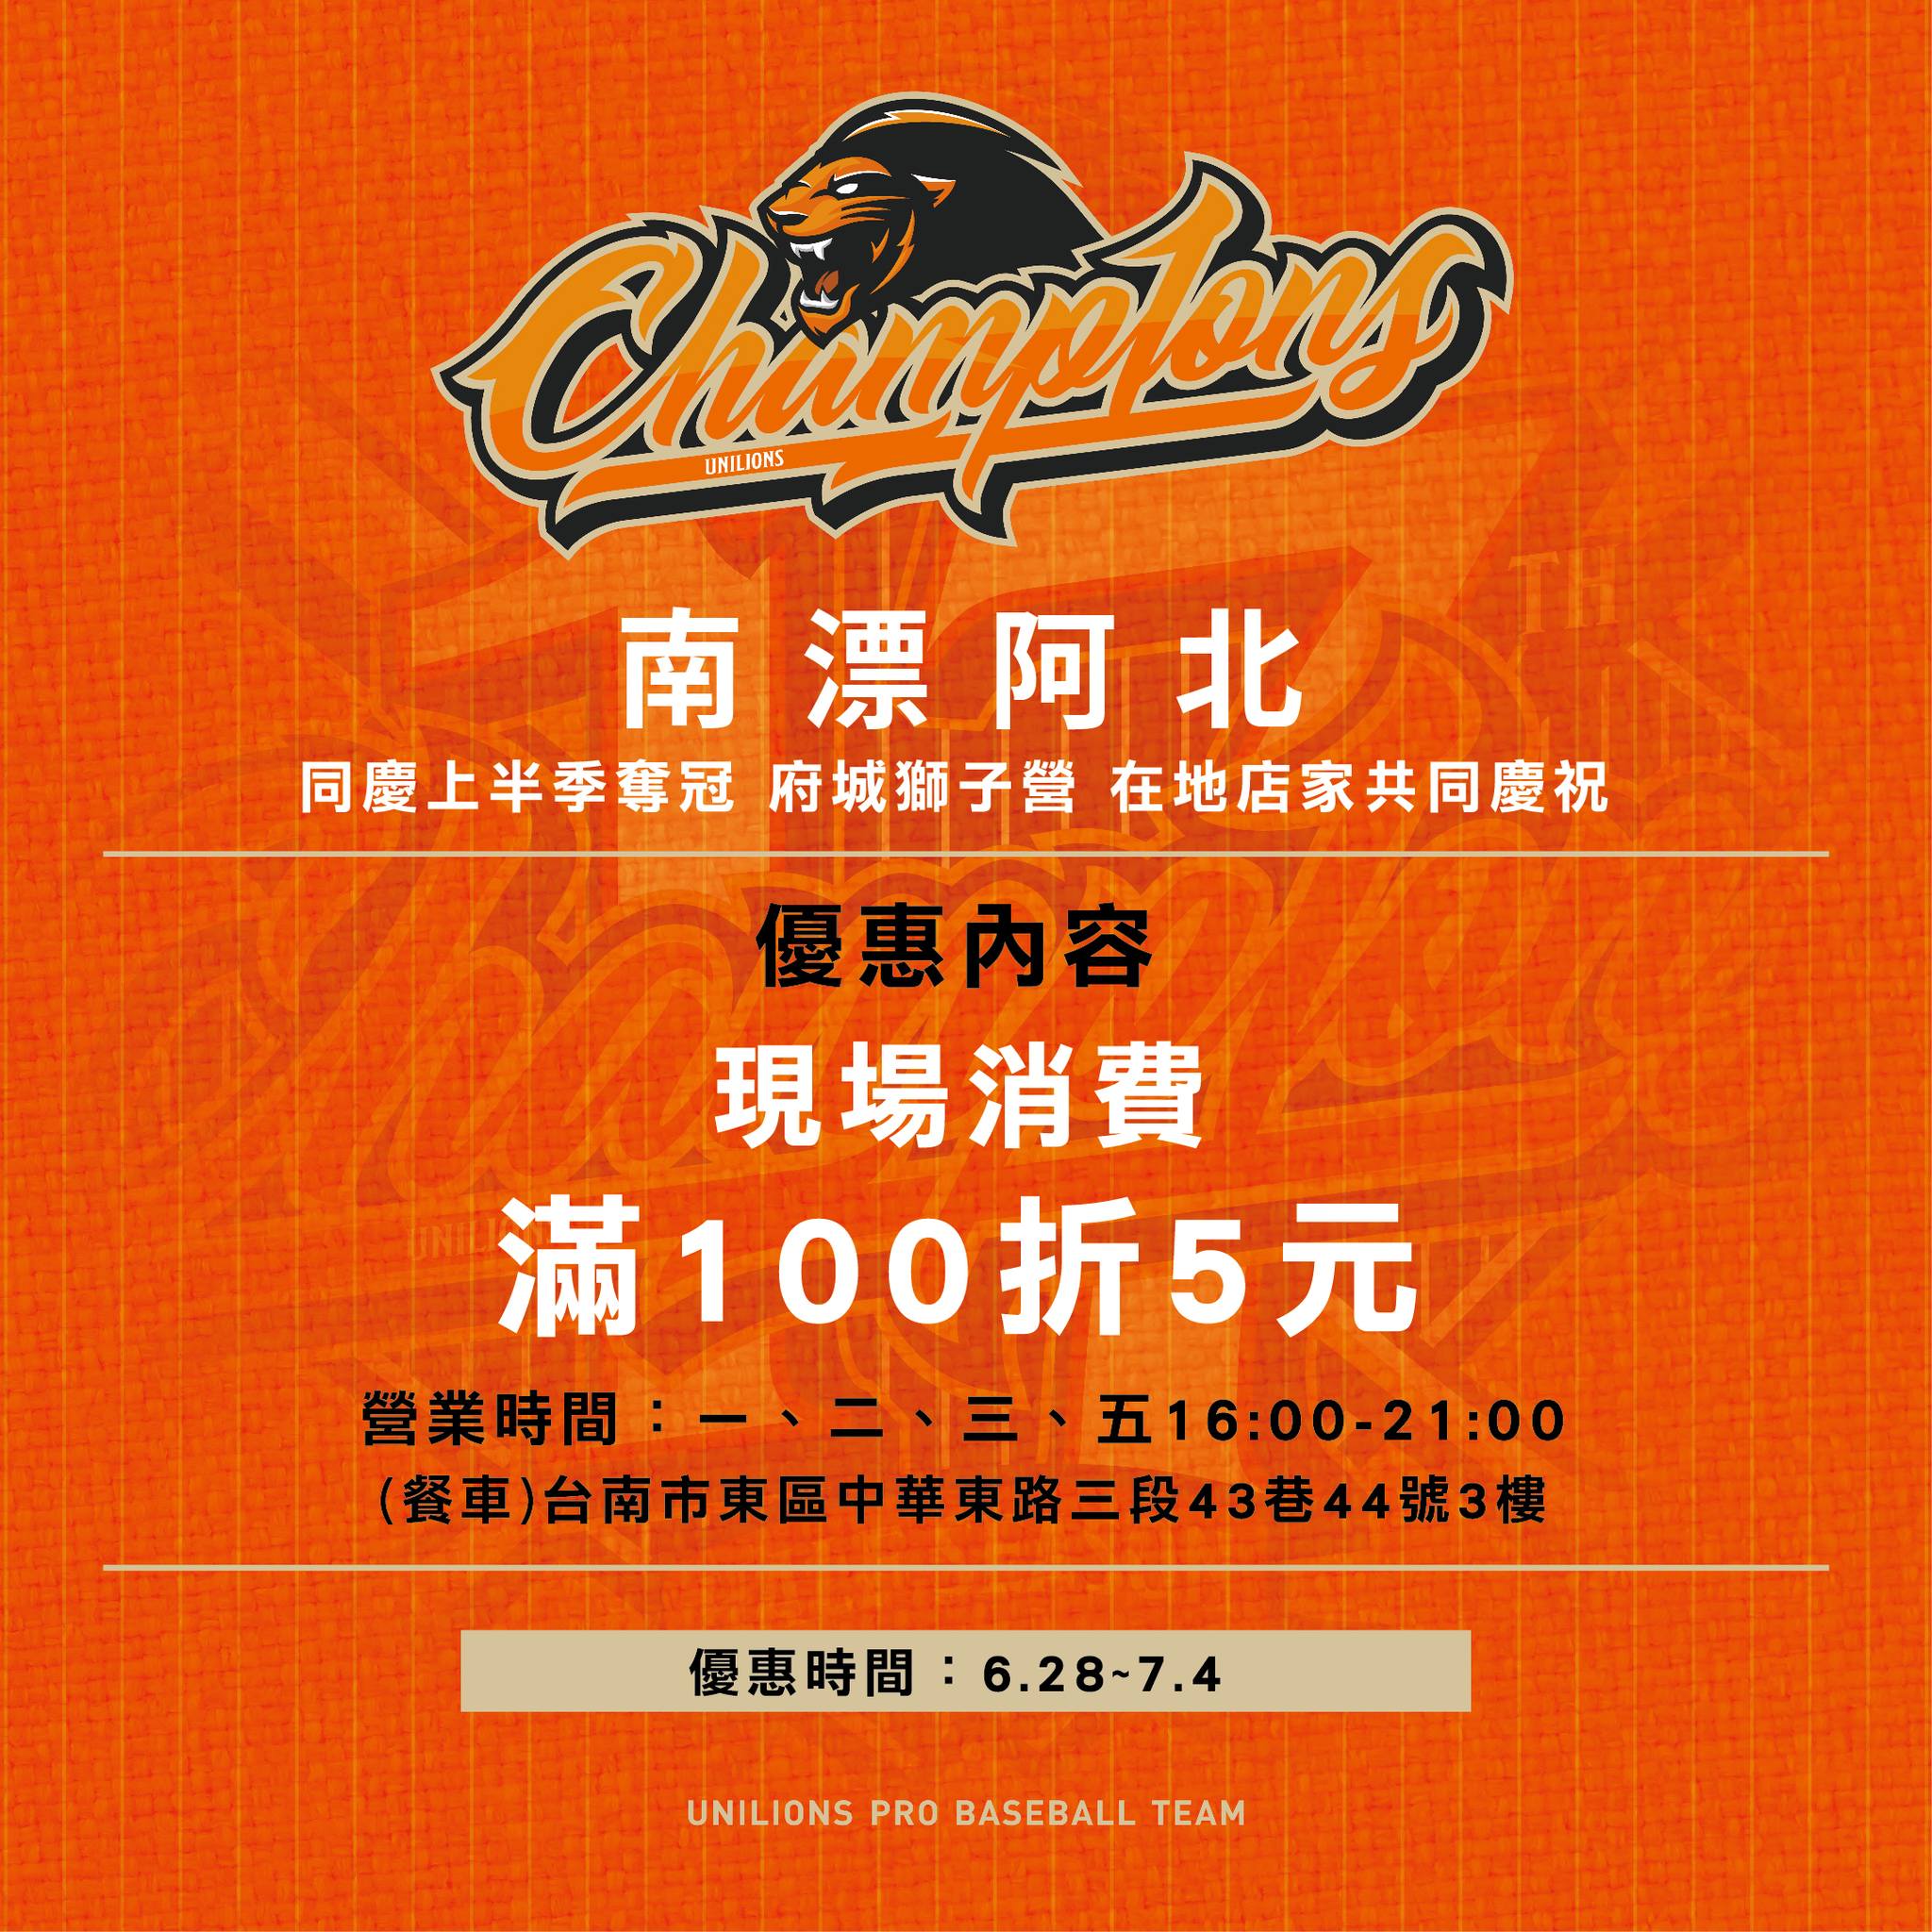 Champ1ons
UNILIONS
南漂阿北
同慶上半季奪冠 府城獅子營 在地店家共同慶祝
優惠內容
現場消費
滿100折5元
營業時間：一、二、三、五16:00-21:00
(餐車)台南市東區中華東路三段43巷44號3樓
優惠時間：6.28~7.4
UNILIONS PRO BASEBALL TEAM